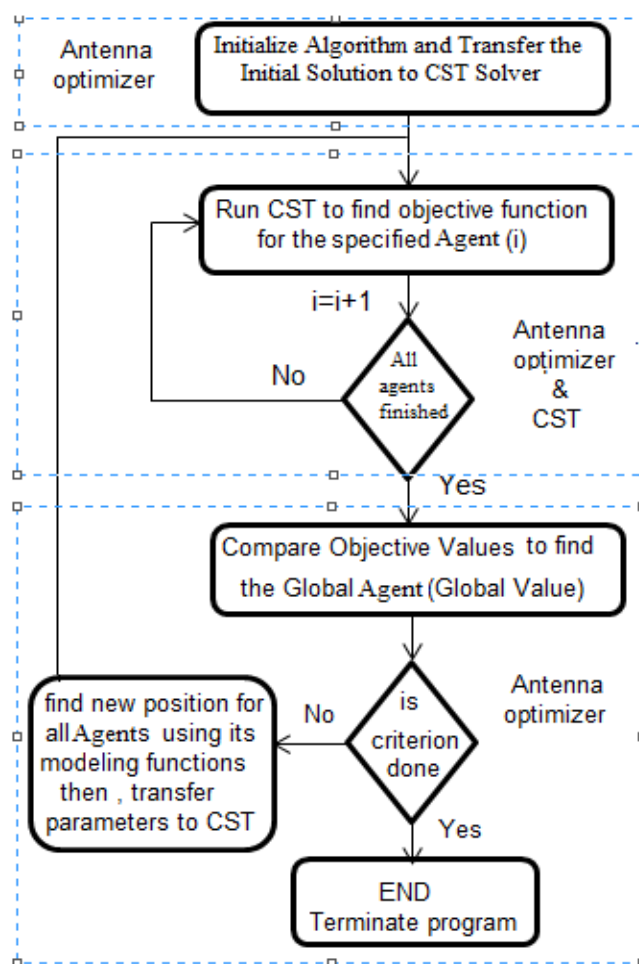 Antenna
optimizer
Initialize Algorithm and Transfer the
Initial Solution to CST Solver
Run CST to find objective function
for the specified Agent (i)
i=i+1
All
agents
finished
No
Antenna
optimizer
&
CST
Yes
Compare Objective Values to find
the Global Agent (Global Value)
find new position for
all Agents using its
modeling functions
then , transfer
parameters to CST
No
is
criterion
done
Antenna
optimizer
Yes
END
Terminate program